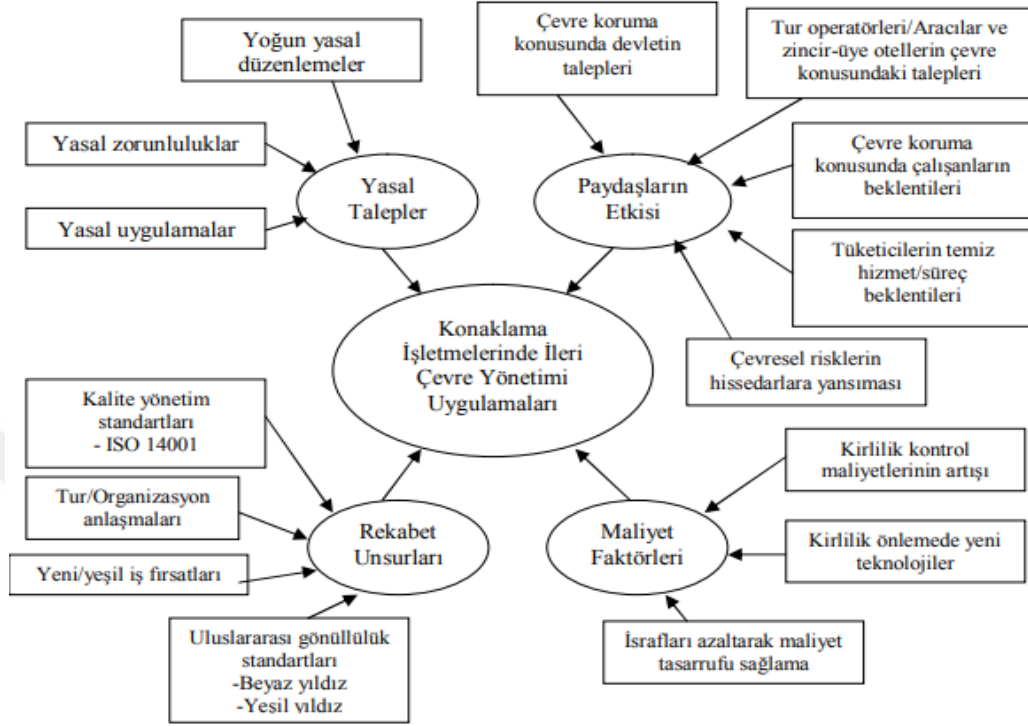 Yoğun yasal
düzenlemeler
Çevre koruma
konusunda devletin
talepleri
Tur operatörleri/Aracılar ve
zincir-üye otellerin çevre
konusundaki talepleri
Yasal zorunluluklar
Yasal uygulamalar
Yasal
Talepler
Paydaşların
Etkisi
Çevre koruma
konusunda çalışanların
beklentileri
Tüketicilerin temiz
hizmet/süreç
beklentileri
Çevresel risklerin
hissedarlara yansıması
Konaklama
İşletmelerinde İleri
Çevre Yönetimi
Uygulamaları
Kalite yönetim
standartları
- ISO 14001
Tur/Organizasyon
anlaşmaları
Yeni/yeşil iş fırsatları
Uluslararası gönüllülük
standartları
-Beyaz yıldız
-Yeşil yıldız
Rekabet
Unsurları
Maliyet
Faktörleri
Kirlilik kontrol
maliyetlerinin artışı
Kirlilik önlemede yeni
teknolojiler
İsrafları azaltarak maliyet
tasarrufu sağlama